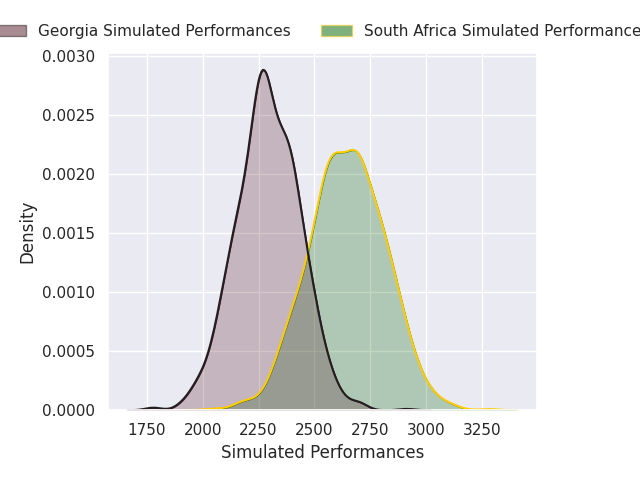 Georgia Simulated Performances South Africa Simulated Performance
0.0030
0.0025
0.0020
0.0015
0.0010
0.0005
0.0000
Density
1750 2000 2250 2500 2750 3000 3250
Simulated Performances